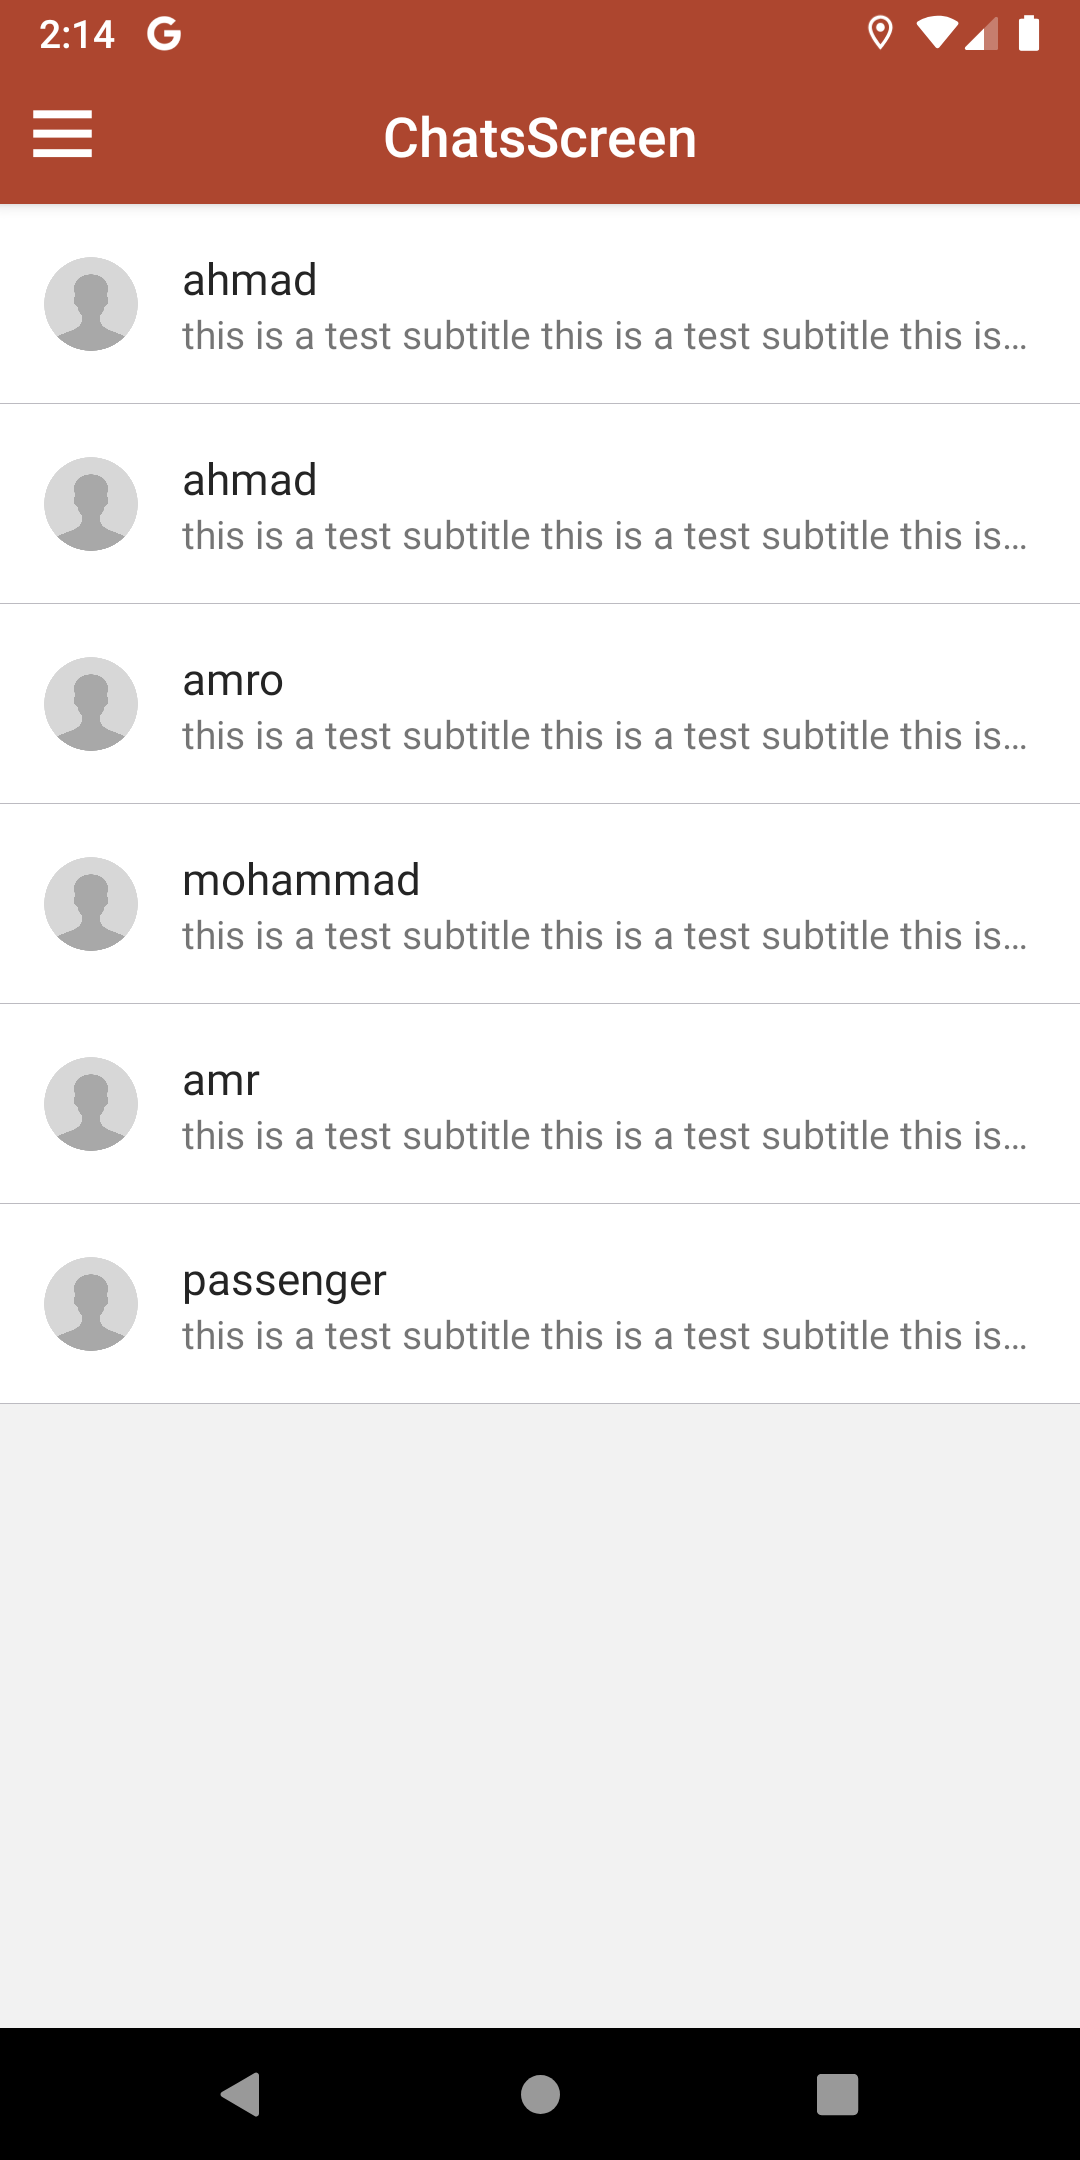 2:14 G
ChatsScreen
ahmad
this is a test subtitle this is a test subtitle this is...
ahmad
this is a test subtitle this is a test subtitle this is...
amro
this is a test subtitle this is a test subtitle this is...
mohammad
this is a test subtitle this is a test subtitle this is...
amr
this is a test subtitle this is a test subtitle this is...
passenger
this is a test subtitle this is a test subtitle this is...